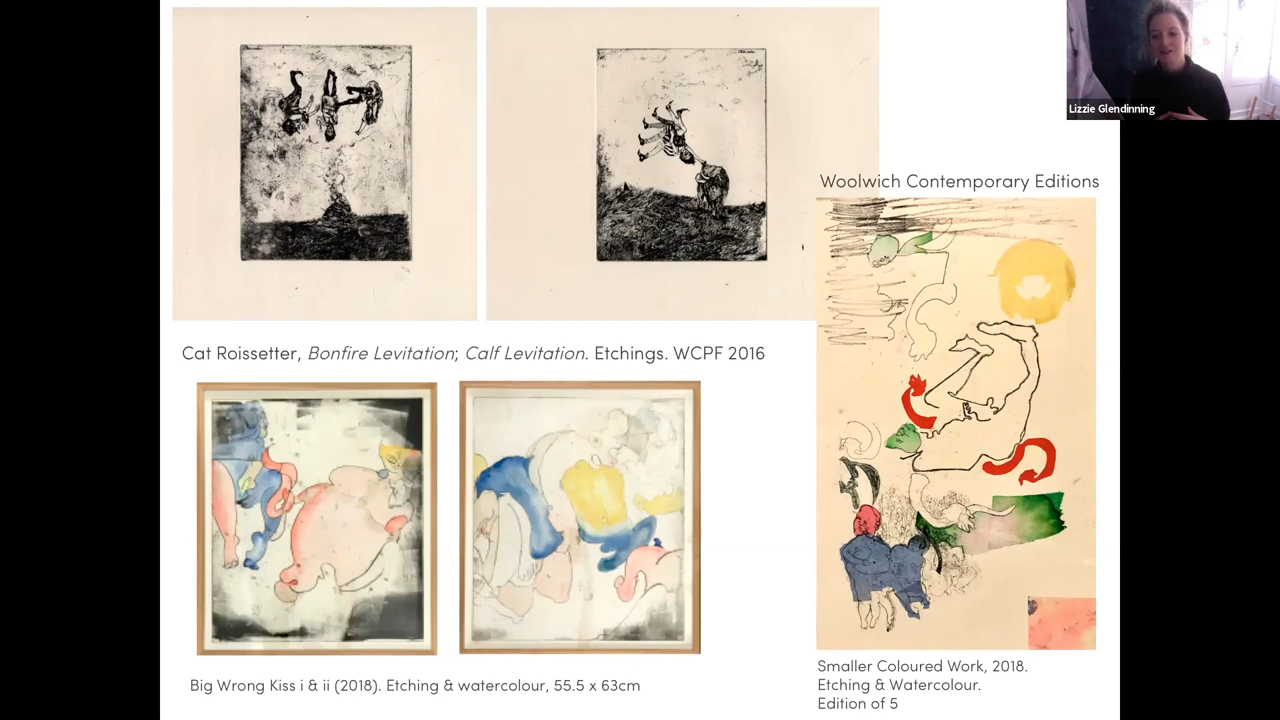 Lizzie Glendinning
Woolwich Contemporary Editions
Cat Roissetter, Bonfire Levitation; Calf Levitation. Etchings. WCPF 2016
Big Wrong Kiss i & ii (2018). Etching & watercolour, 55.5 x 63cm
Smaller Coloured Work, 2018.
Etching & Watercolour.
Edition of 5